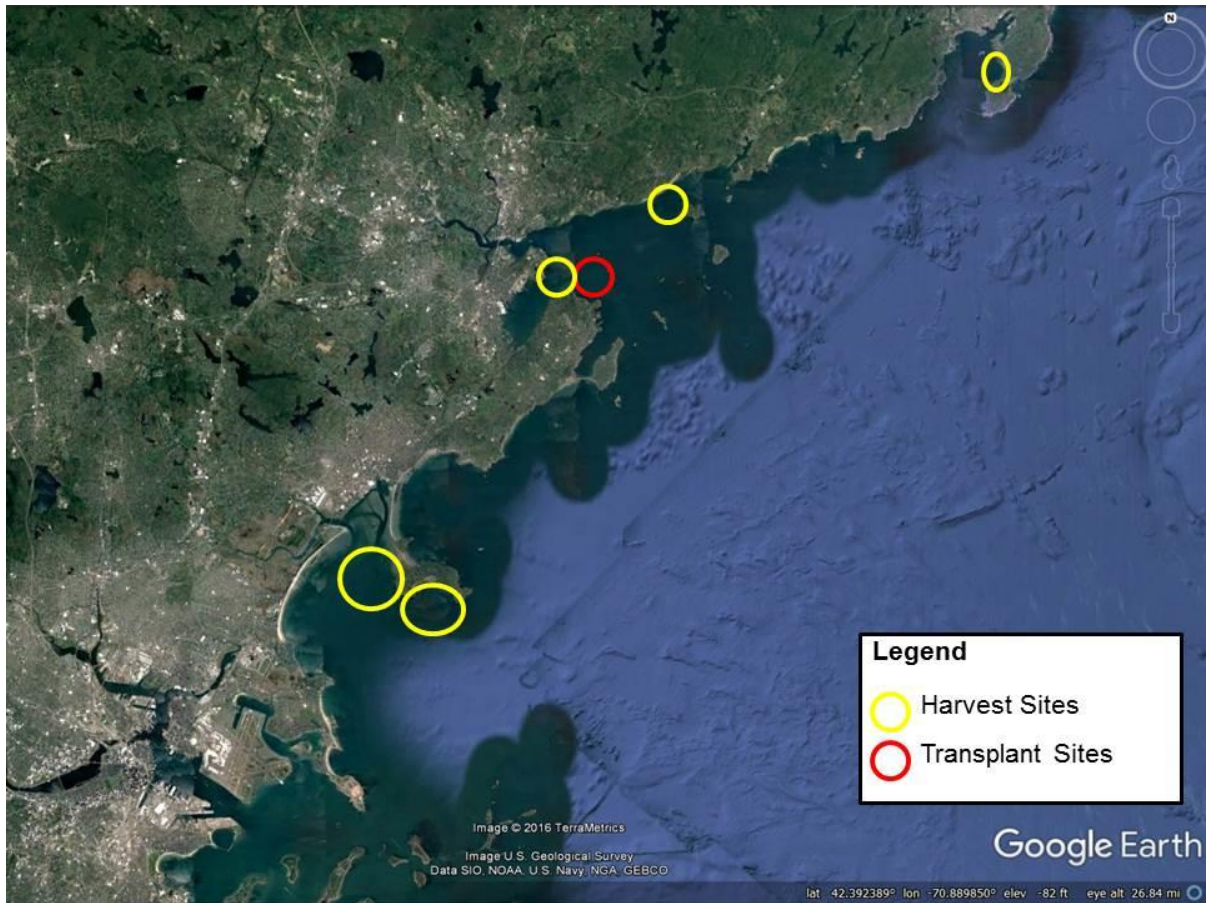 N
Legend
Harvest Sites
Transplant Sites
Image © 2016 TerraMetrics
Image U.S. Geological Survey
Data SIO, NOAA, U.S. Navy, NGA, GEBCO
Google Earth
lat 42.392389° lon -70.889850° elev -82 ft eye alt 26.84 mi